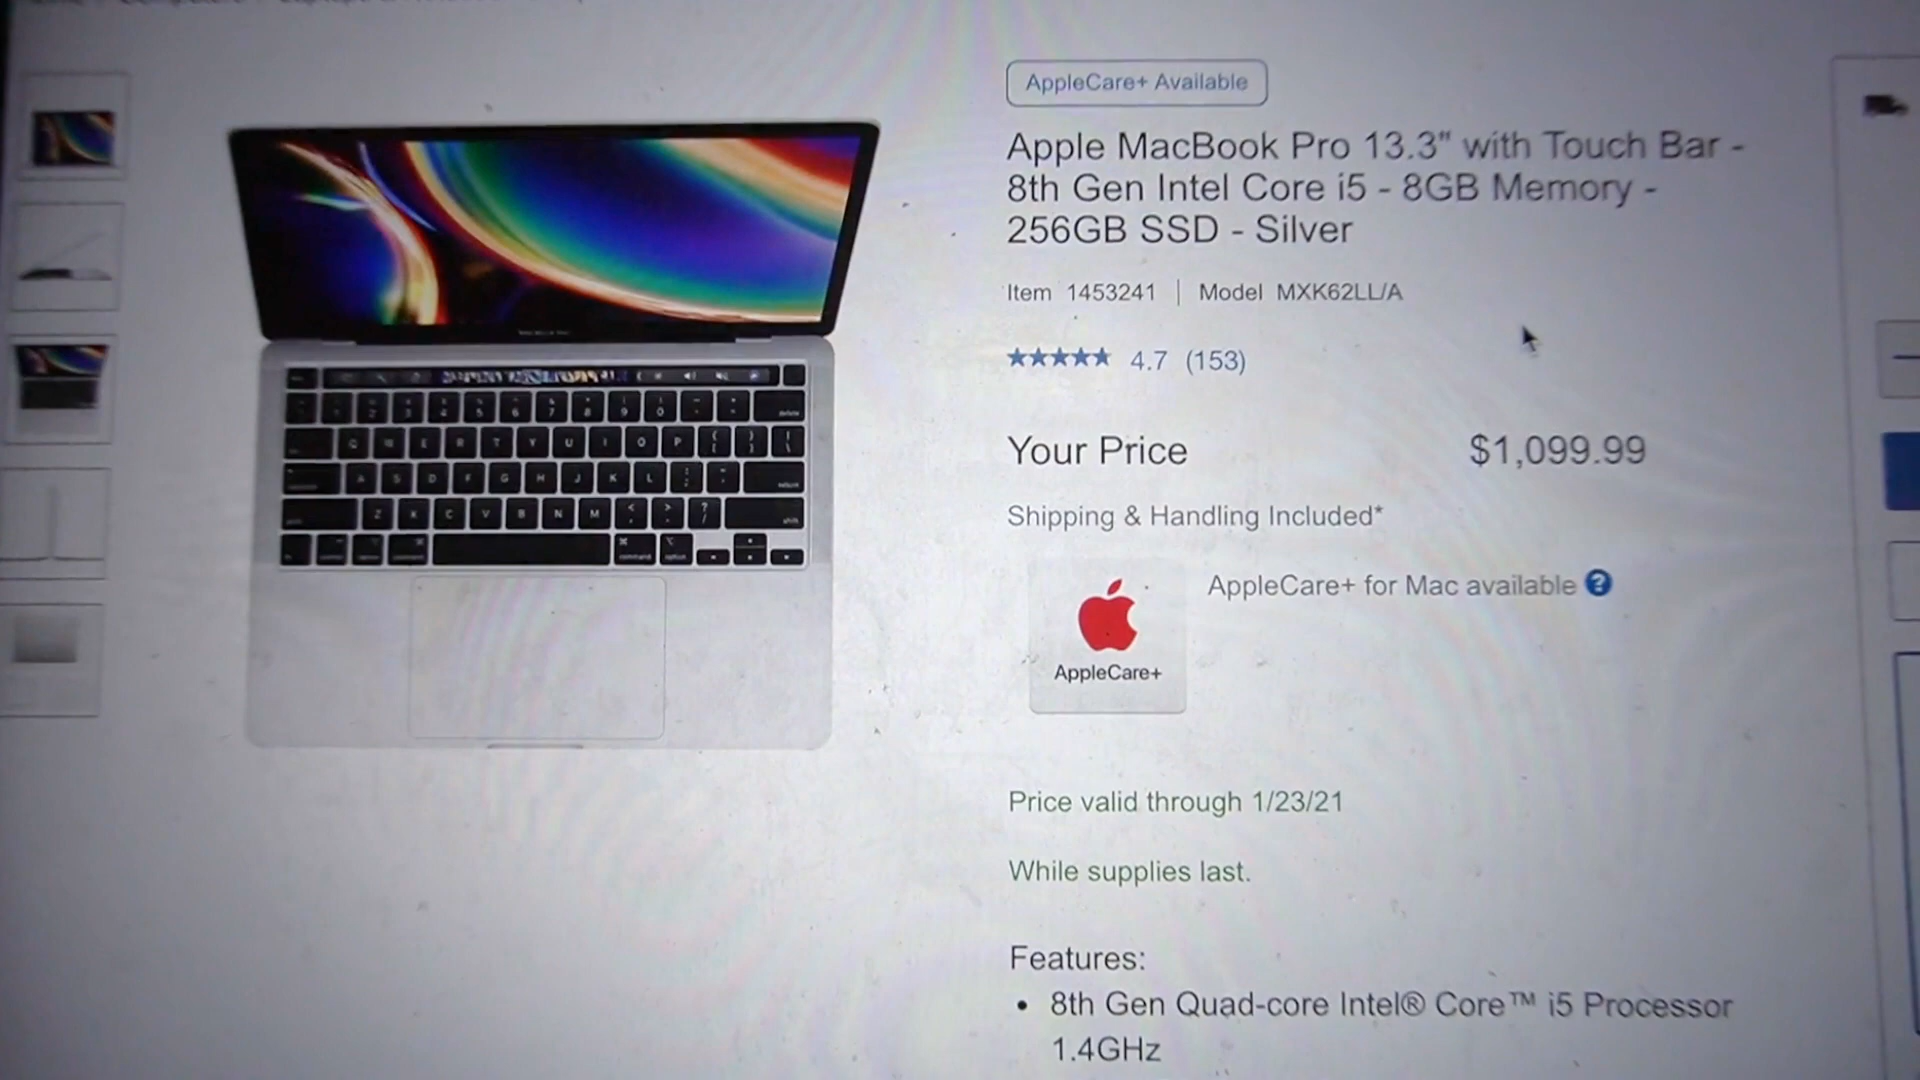 AppleCare+ Available
Apple MacBook Pro 13.3" with Touch Bar -
8th Gen Intel Core i5 - 8GB Memory -
256GB SSD - Silver
Item 1453241 | Model MXK62LL/A
4.7 (153)
Your Price $1,099.99
Shipping & Handling Included*
AppleCare+ for Mac available ?
AppleCare+
Price valid through 1/23/21
While supplies last.
Features:
• 8th Gen Quad-core Intel® Core™ i5 Processor
1.4GHz